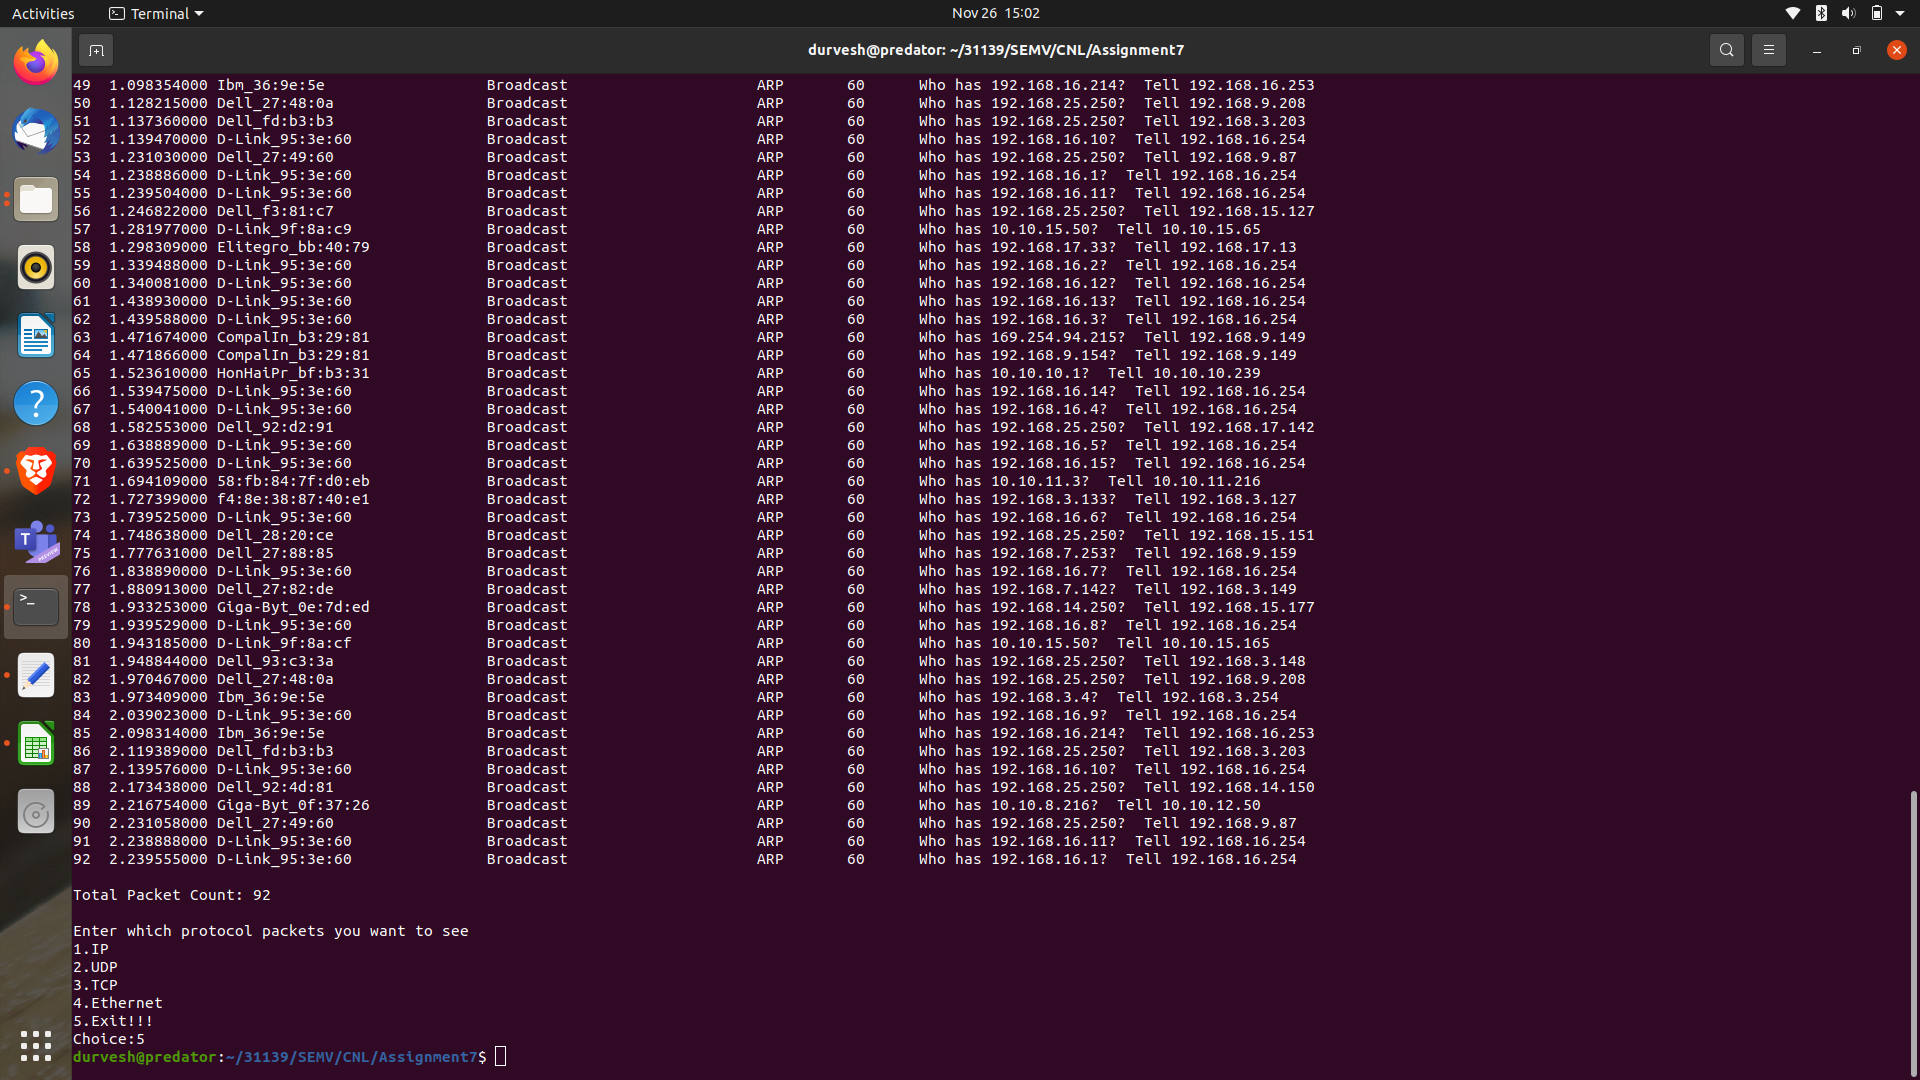 Activities Terminal Nov 26 15:02
durvesh@predator: ~/31139/SEMV/CNL/Assignment7
49 1.098354000 Ibm_36:9e:5e Broadcast ARP 60 Who has 192.168.16.214? Tell 192.168.16.253
50 1.128215000 Dell_27:48:0a Broadcast ARP 60 Who has 192.168.25.250? Tell 192.168.9.208
51 1.137360000 Dell_fd:b3:b3 Broadcast ARP 60 Who has 192.168.25.250? Tell 192.168.3.203
52 1.139470000 D-Link_95:3e:60 Broadcast ARP 60 Who has 192.168.16.10? Tell 192.168.16.254
53 1.231030000 Dell_27:49:60 Broadcast ARP 60 Who has 192.168.25.250? Tell 192.168.9.87
54 1.238886000 D-Link_95:3e:60 Broadcast ARP 60 Who has 192.168.16.1? Tell 192.168.16.254
55 1.239504000 D-Link_95:3e:60 Broadcast ARP 60 Who has 192.168.16.11? Tell 192.168.16.254
56 1.246822000 Dell_f3:81:c7 Broadcast ARP 60 Who has 192.168.25.250? Tell 192.168.15.127
57 1.281977000 D-Link_9f:8a:c9 Broadcast ARP 60 Who has 10.10.15.50? Tell 10.10.15.65
58 1.298309000 Elitegro_bb:40:79 Broadcast ARP 60 Who has 192.168.17.33? Tell 192.168.17.13
59 1.339488000 D-Link_95:3e:60 Broadcast ARP 60 Who has 192.168.16.2? Tell 192.168.16.254
60 1.340081000 D-Link_95:3e:60 Broadcast ARP 60 Who has 192.168.16.12? Tell 192.168.16.254
61 1.438930000 D-Link_95:3e:60 Broadcast ARP 60 Who has 192.168.16.13? Tell 192.168.16.254
62 1.439588000 D-Link_95:3e:60 Broadcast ARP 60 Who has 192.168.16.3? Tell 192.168.16.254
63 1.471674000 CompalIn_b3:29:81 Broadcast ARP 60 Who has 169.254.94.215? Tell 192.168.9.149
64 1.471866000 CompalIn_b3:29:81 Broadcast ARP 60 Who has 192.168.9.154? Tell 192.168.9.149
65 1.523610000 HonHaiPr_bf:b3:31 Broadcast ARP 60 Who has 10.10.10.1? Tell 10.10.10.239
66 1.539475000 D-Link_95:3e:60 Broadcast ARP 60 Who has 192.168.16.14? Tell 192.168.16.254
67 1.540041000 D-Link_95:3e:60 Broadcast ARP 60 Who has 192.168.16.4? Tell 192.168.16.254
68 1.582553000 Dell_92:d2:91 Broadcast ARP 60 Who has 192.168.25.250? Tell 192.168.17.142
69 1.638889000 D-Link_95:3e:60 Broadcast ARP 60 Who has 192.168.16.5? Tell 192.168.16.254
70 1.639525000 D-Link_95:3e:60 Broadcast ARP 60 Who has 192.168.16.15? Tell 192.168.16.254
71 1.694109000 58:fb:84:7f:d0:eb Broadcast ARP 60 Who has 10.10.11.3? Tell 10.10.11.216
72 1.727399000 f4:8e:38:87:40:e1 Broadcast ARP 60 Who has 192.168.3.133? Tell 192.168.3.127
73 1.739525000 D-Link_95:3e:60 Broadcast ARP 60 Who has 192.168.16.6? Tell 192.168.16.254
74 1.748638000 Dell_28:20:ce Broadcast ARP 60 Who has 192.168.25.250? Tell 192.168.15.151
75 1.777631000 Dell_27:88:85 Broadcast ARP 60 Who has 192.168.7.253? Tell 192.168.9.159
76 1.838890000 D-Link_95:3e:60 Broadcast ARP 60 Who has 192.168.16.7? Tell 192.168.16.254
77 1.880913000 Dell_27:82:de Broadcast ARP 60 Who has 192.168.7.142? Tell 192.168.3.149
78 1.933253000 Giga-Byt_0e:7d:ed Broadcast ARP 60 Who has 192.168.14.250? Tell 192.168.15.177
79 1.939529000 D-Link_95:3e:60 Broadcast ARP 60 Who has 192.168.16.8? Tell 192.168.16.254
80 1.943185000 D-Link_9f:8a:cf Broadcast ARP 60 Who has 10.10.15.50? Tell 10.10.15.165
81 1.948844000 Dell_93:c3:3a Broadcast ARP 60 Who has 192.168.25.250? Tell 192.168.3.148
82 1.970467000 Dell_27:48:0a Broadcast ARP 60 Who has 192.168.25.250? Tell 192.168.9.208
83 1.973409000 Ibm_36:9e:5e Broadcast ARP 60 Who has 192.168.3.4? Tell 192.168.3.254
84 2.039023000 D-Link_95:3e:60 Broadcast ARP 60 Who has 192.168.16.9? Tell 192.168.16.254
85 2.098314000 Ibm_36:9e:5e Broadcast ARP 60 Who has 192.168.16.214? Tell 192.168.16.253
86 2.119389000 Dell_fd:b3:b3 Broadcast ARP 60 Who has 192.168.25.250? Tell 192.168.3.203
87 2.139576000 D-Link_95:3e:60 Broadcast ARP 60 Who has 192.168.16.10? Tell 192.168.16.254
88 2.173438000 Dell_92:4d:81 Broadcast ARP 60 Who has 192.168.25.250? Tell 192.168.14.150
89 2.216754000 Giga-Byt_0f:37:26 Broadcast ARP 60 Who has 10.10.8.216? Tell 10.10.12.50
90 2.231058000 Dell_27:49:60 Broadcast ARP 60 Who has 192.168.25.250? Tell 192.168.9.87
91 2.238888000 D-Link_95:3e:60 Broadcast ARP 60 Who has 192.168.16.11? Tell 192.168.16.254
92 2.239555000 D-Link_95:3e:60 Broadcast ARP 60 Who has 192.168.16.1? Tell 192.168.16.254
Total Packet Count: 92
Enter which protocol packets you want to see
1.IP
2.UDP
3.TCP
4.Ethernet
5.Exit!!!
Choice:5
durvesh@predator:~/31139/SEMV/CNL/Assignment7$